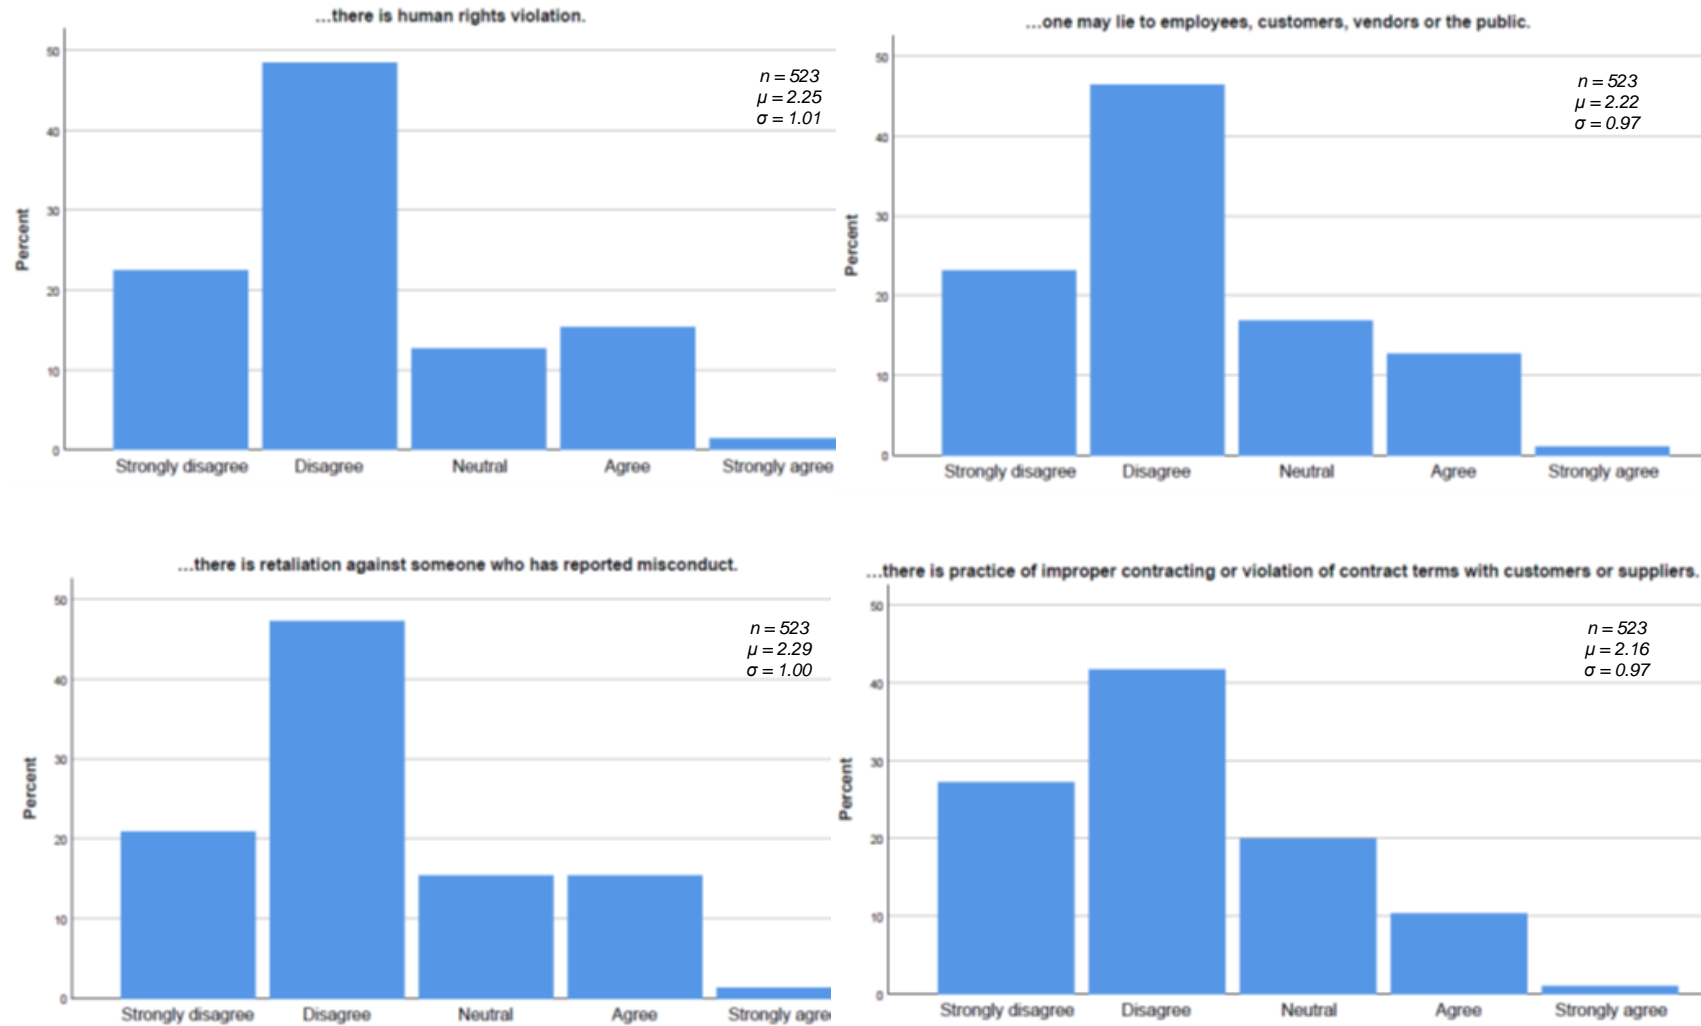 …there is human rights violation.
n = 523
μ = 2.25
σ = 1.01
Percent
50
40
30
20
10
0
Strongly disagree Disagree Neutral Agree Strongly agree
…one may lie to employees, customers, vendors or the public.
n = 523
μ = 2.22
σ = 0.97
Percent
50
40
30
20
10
0
Strongly disagree Disagree Neutral Agree Strongly agree
…there is retaliation against someone who has reported misconduct.
n = 523
μ = 2.29
σ = 1.00
Percent
50
40
30
20
10
0
Strongly disagree Disagree Neutral Agree Strongly agre
…there is practice of improper contracting or violation of contract terms with customers or suppliers.
n = 523
μ = 2.16
σ = 0.97
Percent
50
40
30
20
10
0
Strongly disagree Disagree Neutral Agree Strongly agree